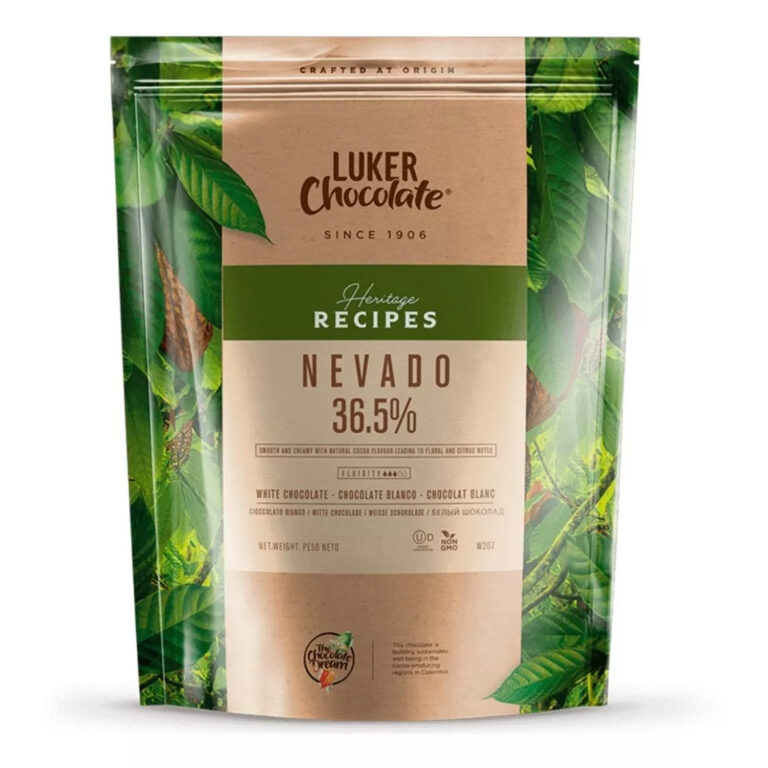 CRAFTED AT ORIGIN
LUKER
Chocolate®
SINCE 1906
Heritage
RECIPES
NEVADO
36.5%
SMOOTH AND CREAMY WITH NATURAL COCOA FLAVOUR LEADING TO FLORAL AND CITRUS NOTES
FLUIDITY
WHITE CHOCOLATE - CHOCOLATE BLANCO - CHOCOLAT BLANC
CIOCCOLATO BIANCO / WITTE CHOCOLADE / WEISSE SCHOKOLADE / БЕЛЫЙ ШОКОЛАД
NET.WEIGHT. PESO NETO
U D
NON
GMO
W207
The
Chocolate
Dream
This chocolate is
building sustainable
well-being in the
cocoa-producing
regions in Colombia.